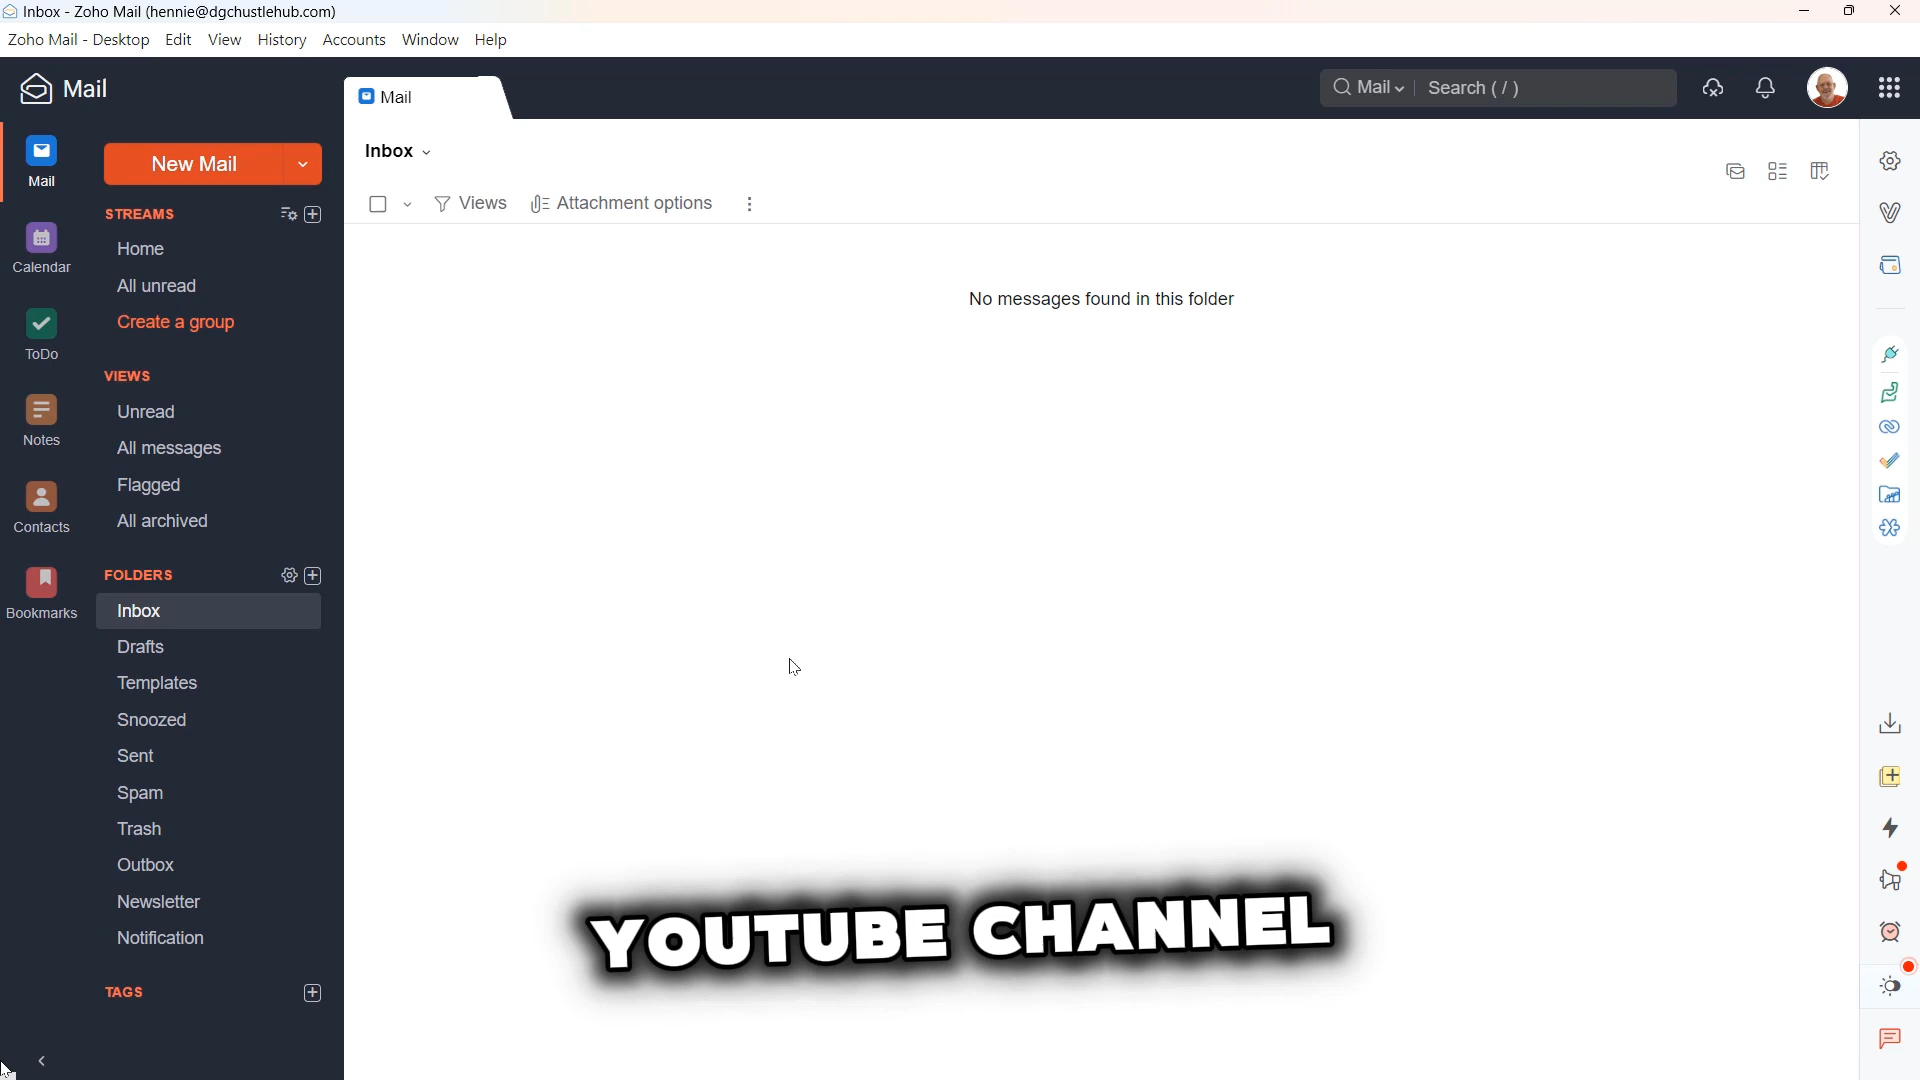 Inbox - Zoho Mail (hennie@dgchustlehub.com)
Zoho Mail - Desktop Edit View History Accounts Window Help
Mail
Mail
Mail Search ( / )
Mail
Calendar
ToDo
Notes
Contacts
Bookmarks
New Mail
STREAMS
Home
All unread
Create a group
VIEWS
Unread
All messages
Flagged
All archived
FOLDERS
Inbox
Drafts
Templates
Snoozed
Sent
Spam
Trash
Outbox
Newsletter
Notification
TAGS
Inbox
Views Attachment options
No messages found in this folder
YOUTUBE CHANNEL